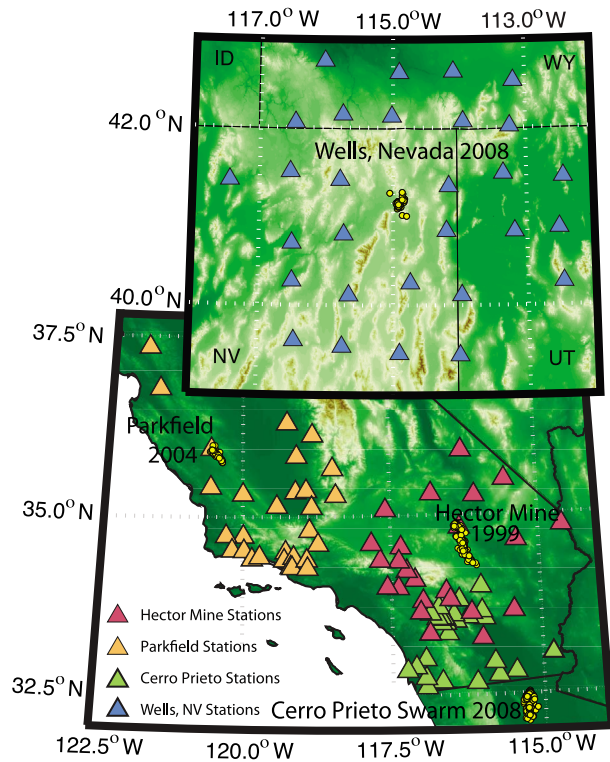 117.0° W 115.0° W 113.0° W
ID WY
42.0 °N
Wells, Nevada 2008
40.0° N
37.5° N
NV UT
Parkfield
2004
35.0° N
Hector Mine
1999
Hector Mine Stations
Parkfield Stations
Cerro Prieto Stations
Wells, NV Stations
32.5° N
Cerro Prieto Swarm 2008
122.5° W 120.0° W 117.5° W 115.0° W